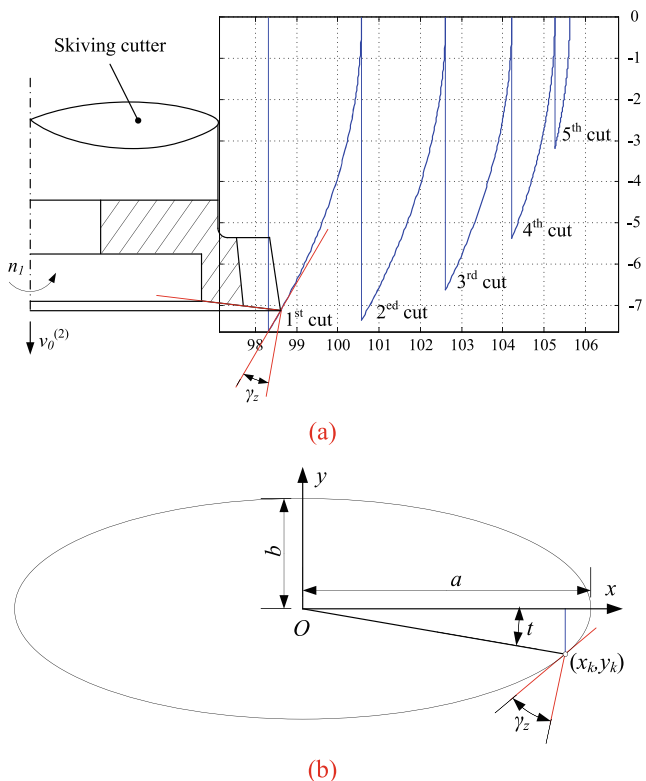 Skiving cutter
0
-1
-2
-3
5th cut
-4
-5
4th cut
n1
-6
3rd cut
1st cut
2ed cut
-7
v0(2)
98 99 100 101 102 103 104 105 106
γz
(a)
y
b
a
x
O
t
(xk,yk)
γz
(b)